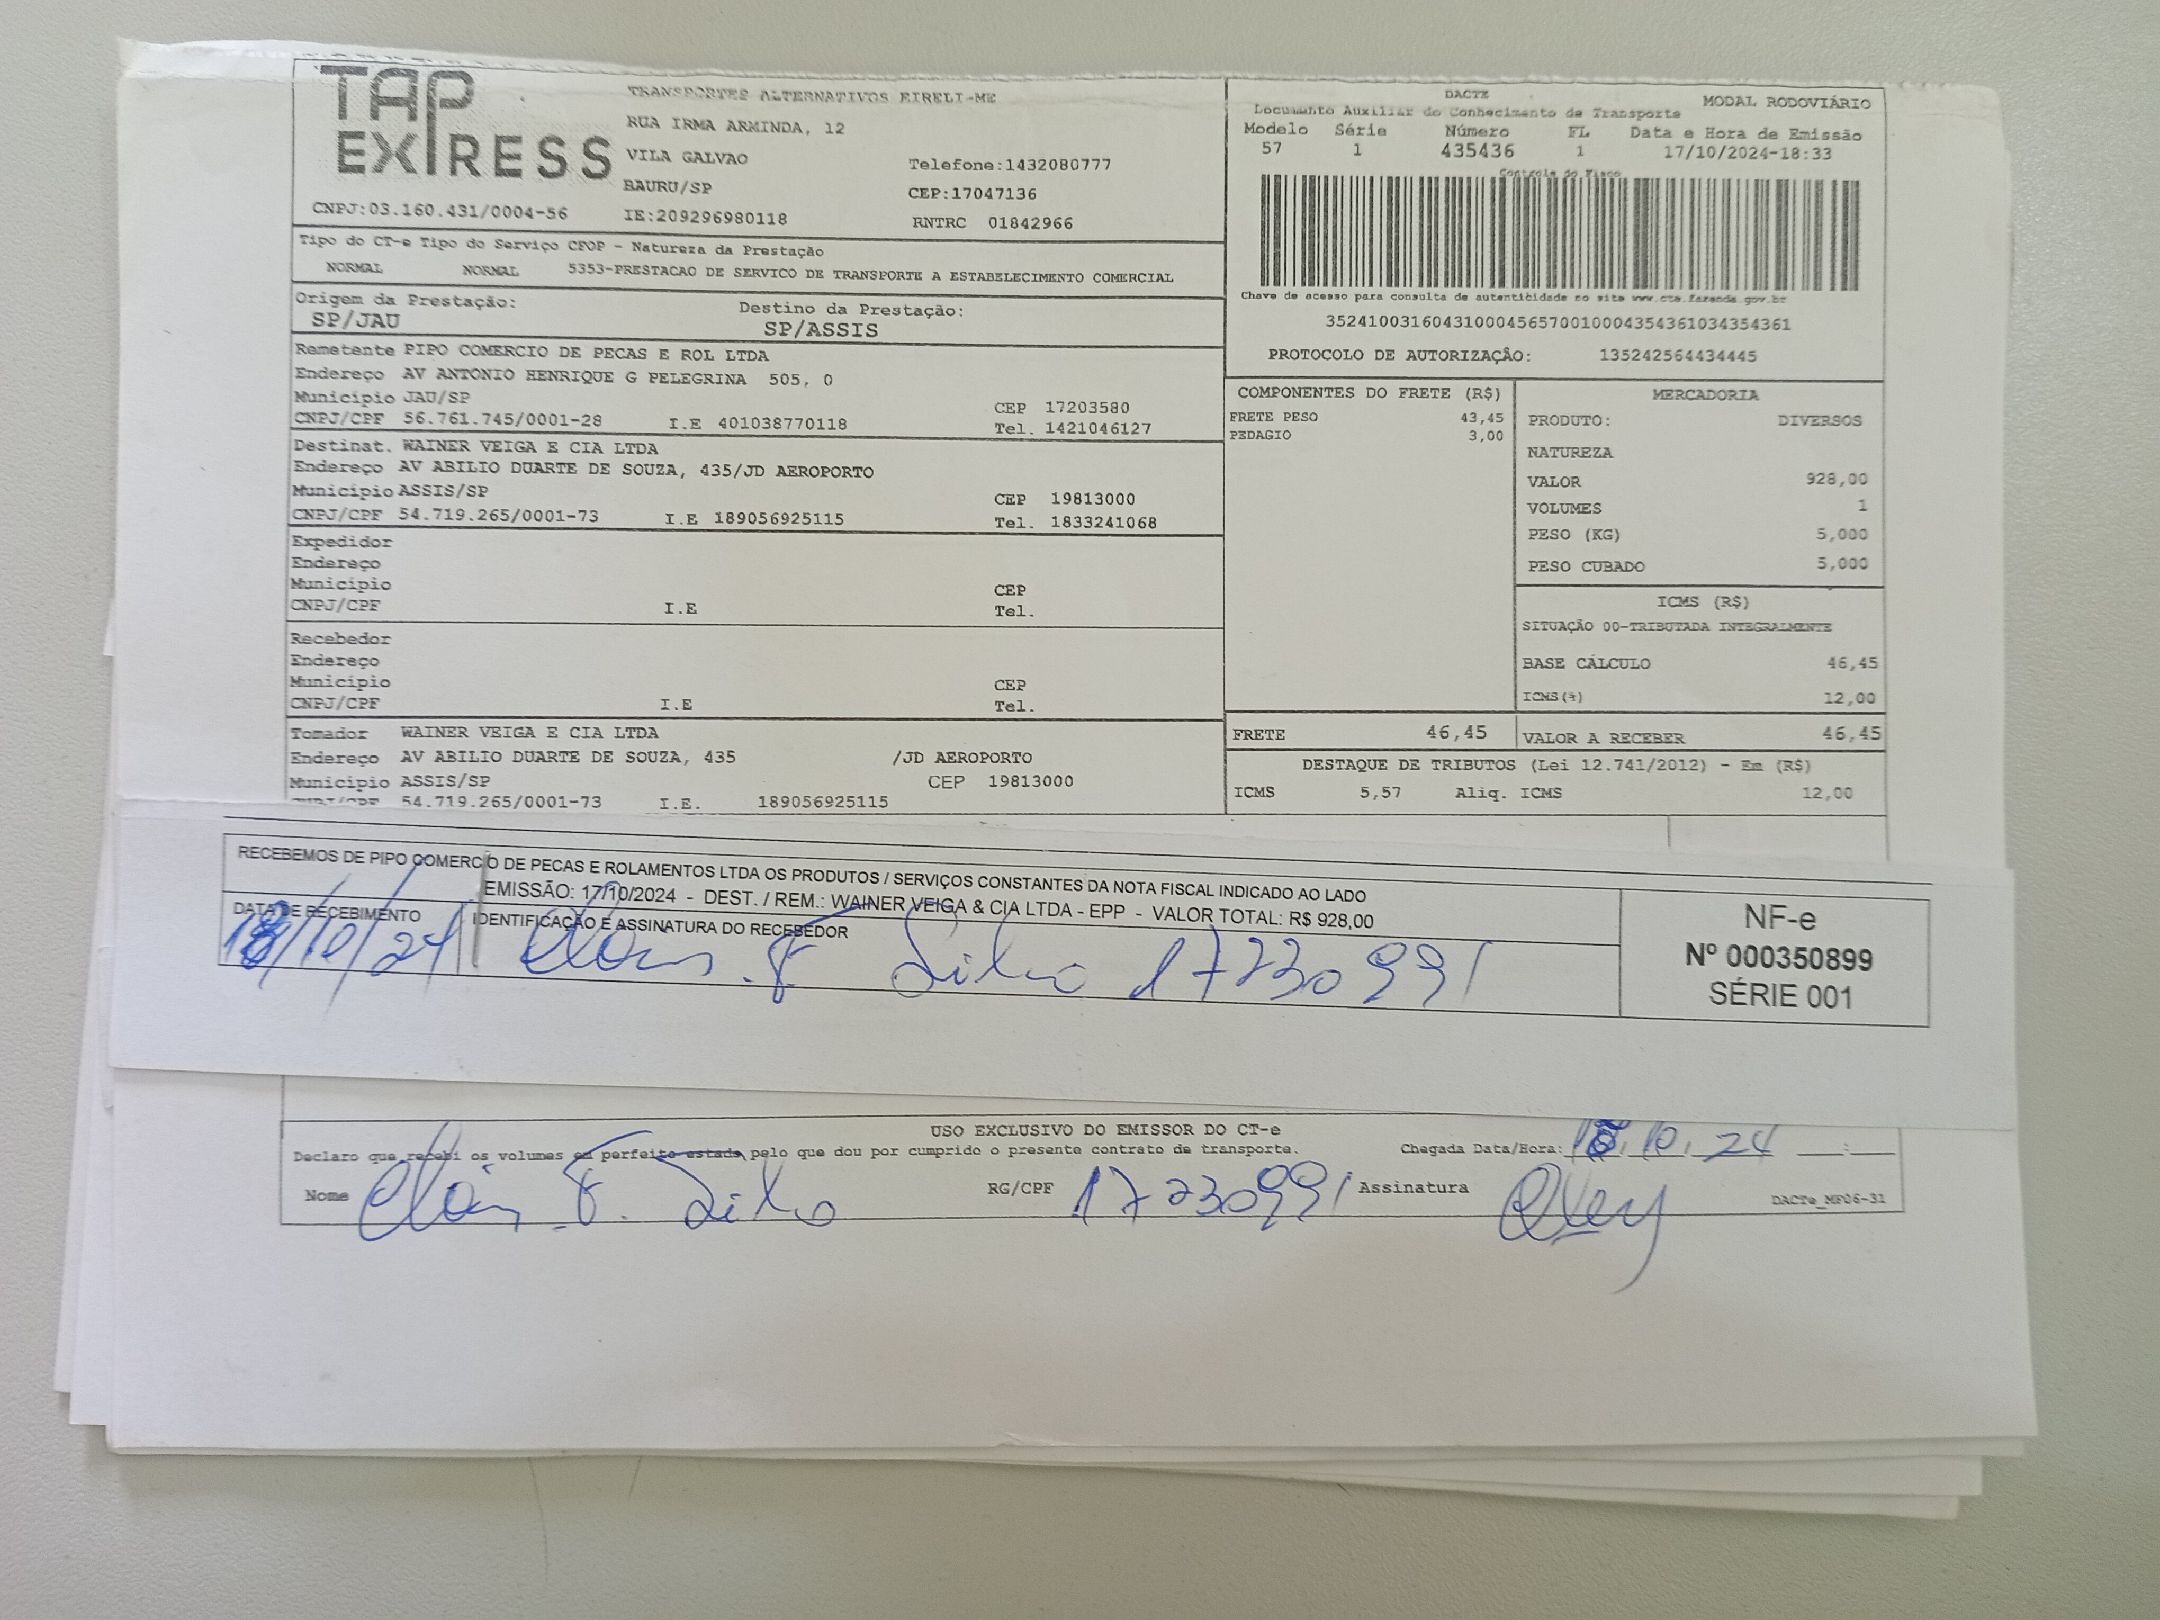 TAP
EXPRESS
TRANSPORTES ALTERNATIVOS EIRELI-ME
RUA IRMA ARMINDA, 12
VILA GALVAO Telefone:1432080777
BAURU/SP CEP:17047136
CNPJ:03.160.431/0004-56 IE:209296980118 RNTRC 01842966
DACTE MODAL RODOVIÁRIO
Documento Auxiliar do Conhecimento de Transporte
Modelo Série Número FL Data e Hora de Emissão
57 1 435436 1 17/10/2024-18:33
Controle do Fisco
Chave de acesso para consulta de autenticidade no site www.cte.fazenda.gov.br
35241003160431000456570010004354361034354361
PROTOCOLO DE AUTORIZAÇÃO: 135242564434445
Tipo do CT-e Tipo do Serviço CFOP - Natureza da Prestação
NORMAL NORMAL 5353-PRESTACAO DE SERVICO DE TRANSPORTE A ESTABELECIMENTO COMERCIAL
Origem da Prestação: Destino da Prestação:
SP/JAU SP/ASSIS
Remetente PIPO COMERCIO DE PECAS E ROL LTDA
Endereço AV ANTONIO HENRIQUE G PELEGRINA 505, 0
Município JAU/SP CEP 17203580
CNPJ/CPF 56.761.745/0001-28 I.E 401038770118 Tel. 1421046127
Destinat. WAINER VEIGA E CIA LTDA
Endereço AV ABILIO DUARTE DE SOUZA, 435/JD AEROPORTO
Município ASSIS/SP CEP 19813000
CNPJ/CPF 54.719.265/0001-73 I.E 189056925115 Tel. 1833241068
Expedidor
Endereço
Município CEP
CNPJ/CPF I.E Tel.
Recebedor
Endereço
Município CEP
CNPJ/CPF I.E Tel.
Tomador WAINER VEIGA E CIA LTDA
Endereço AV ABILIO DUARTE DE SOUZA, 435 /JD AEROPORTO
Município ASSIS/SP CEP 19813000
CNPJ/CPF 54.719.265/0001-73 I.E. 189056925115
COMPONENTES DO FRETE (R$)
FRETE PESO 43,45
PEDAGIO 3,00
MERCADORIA
PRODUTO: DIVERSOS
NATUREZA
VALOR 928,00
VOLUMES 1
PESO (KG) 5,000
PESO CUBADO 5,000
ICMS (R$)
SITUAÇÃO 00-TRIBUTADA INTEGRALMENTE
BASE CÁLCULO 46,45
ICMS(%) 12,00
FRETE 46,45 VALOR A RECEBER 46,45
DESTAQUE DE TRIBUTOS (Lei 12.741/2012) - Em (R$)
ICMS 5,57 Aliq. ICMS 12,00
RECEBEMOS DE PIPO COMERCIO DE PECAS E ROLAMENTOS LTDA OS PRODUTOS / SERVIÇOS CONSTANTES DA NOTA FISCAL INDICADO AO LADO
EMISSÃO: 17/10/2024 - DEST. / REM.: WAINER VEIGA & CIA LTDA - EPP - VALOR TOTAL: R$ 928,00
DATA DE RECEBIMENTO IDENTIFICAÇÃO E ASSINATURA DO RECEBEDOR
18/10/24 F. Silva 17730991
NF-e
Nº 000350899
SÉRIE 001
USO EXCLUSIVO DO EMISSOR DO CT-e
Declaro que recebi os volumes em perfeito estado pelo que dou por cumprido o presente contrato de transporte. Chegada Data/Hora: 18, 10, 24 :
Nome F. Silva RG/CPF 17730991 Assinatura DACTe_MF06-31